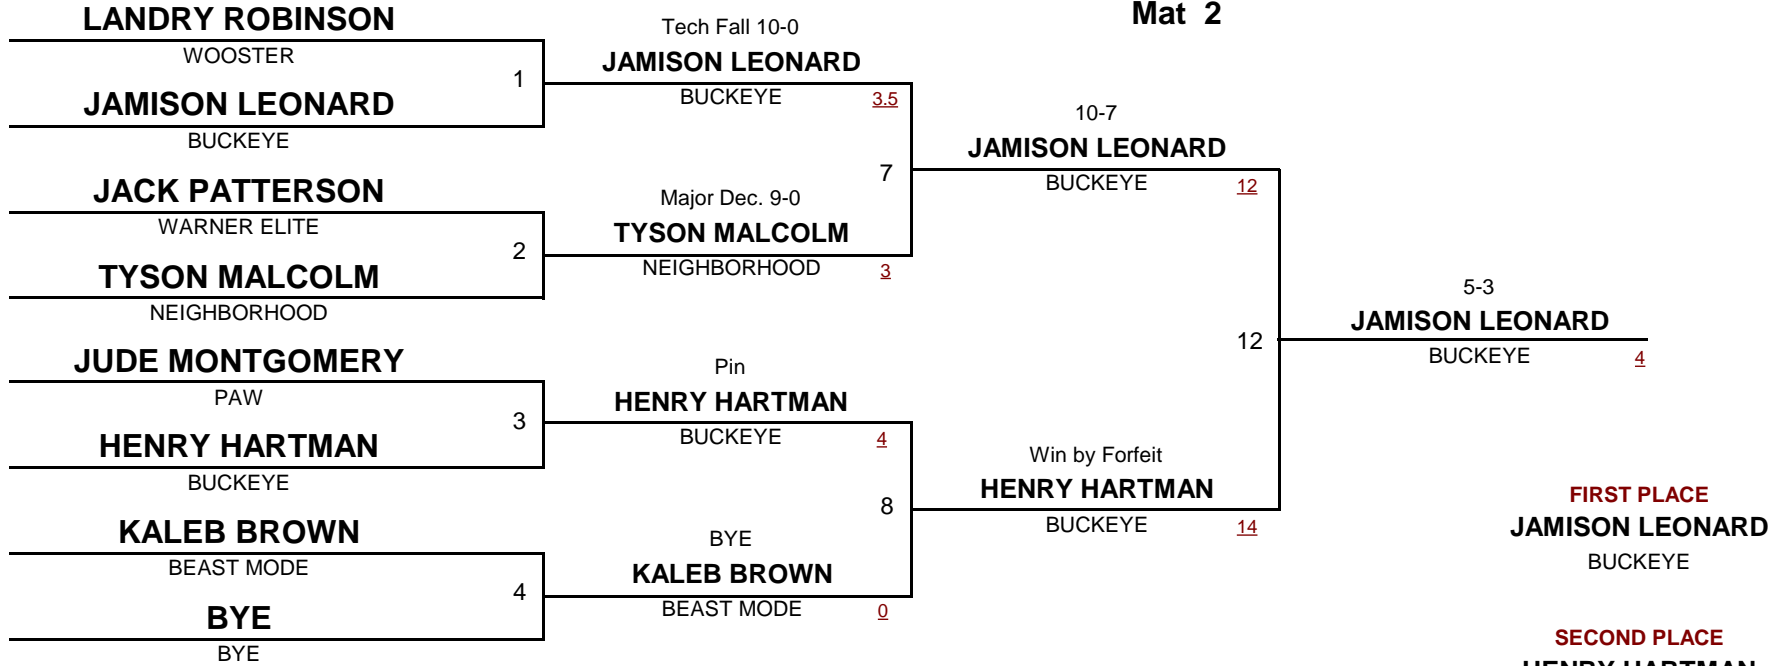 Mat 2
LANDRY ROBINSON
WOOSTER
1
JAMISON LEONARD
BUCKEYE
JACK PATTERSON
WARNER ELITE
2
TYSON MALCOLM
NEIGHBORHOOD
JUDE MONTGOMERY
PAW
3
HENRY HARTMAN
BUCKEYE
KALEB BROWN
BEAST MODE
4
BYE
BYE
Tech Fall 10-0
JAMISON LEONARD
BUCKEYE 3.5
7
Major Dec. 9-0
TYSON MALCOLM
NEIGHBORHOOD 3
Pin
HENRY HARTMAN
BUCKEYE 4
8
BYE
KALEB BROWN
BEAST MODE 0
10-7
JAMISON LEONARD
BUCKEYE 12
12
Win by Forfeit
HENRY HARTMAN
BUCKEYE 14
5-3
JAMISON LEONARD
BUCKEYE 4
FIRST PLACE
JAMISON LEONARD
BUCKEYE
SECOND PLACE
HENRY HARTMAN